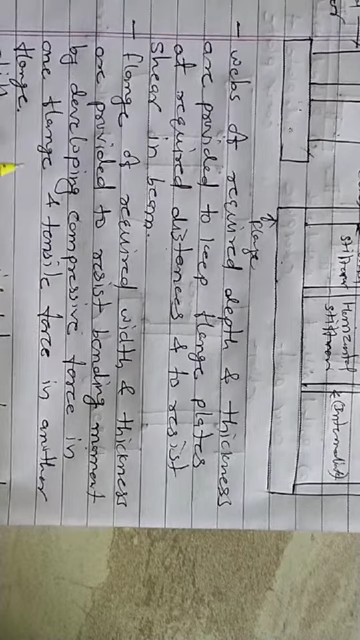 stiffener
Horizontal
stiffener
(Intermediate)
flange
- webs of required depth & thickness
are provided to keep flange plates
at required distances & to resist
shear in beam.
- flange of required width & thickness
are provided to resist bending moment
by developing compressive force in
one flange & tensile force in another
flange.